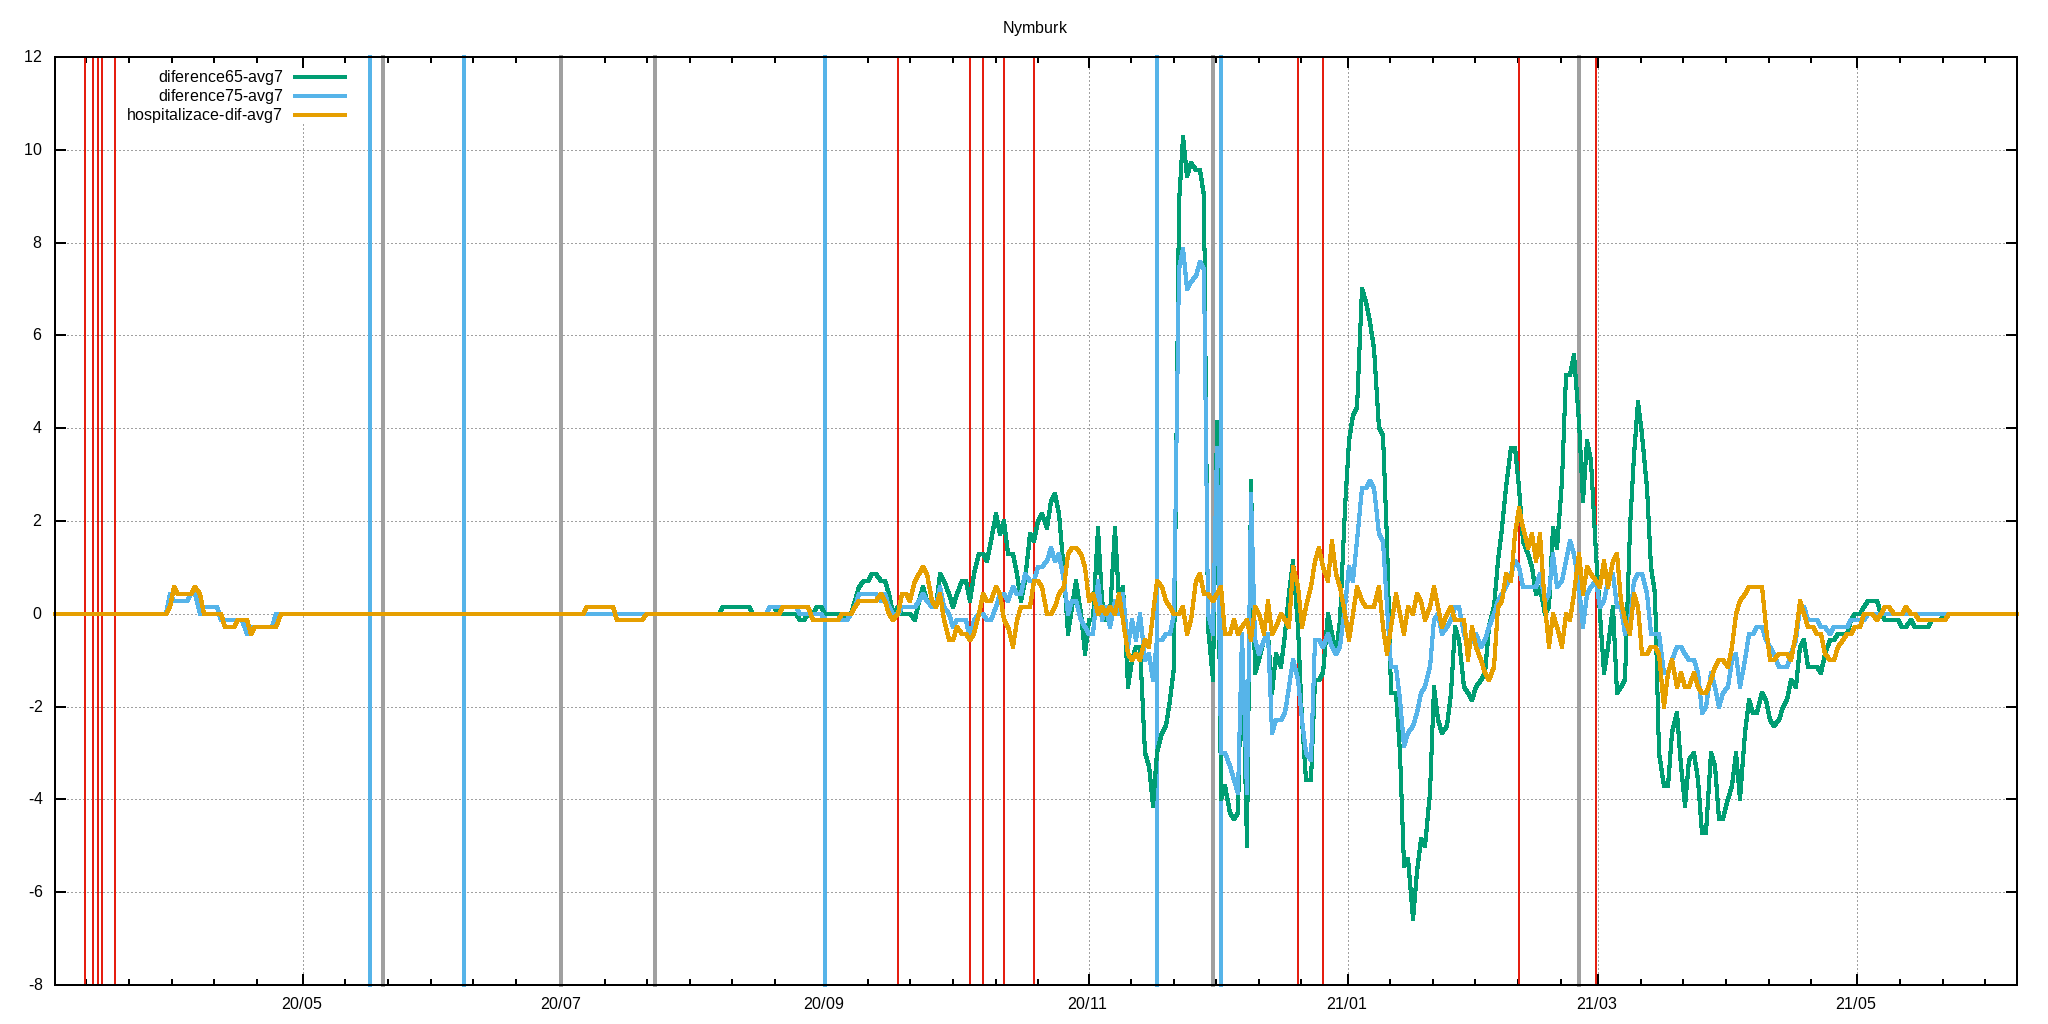 Nymburk
diference65-avg7
diference75-avg7
hospitalizace-dif-avg7
12
10
8
6
4
2
0
-2
-4
-6
-8
20/05 20/07 20/09 20/11 21/01 21/03 21/05